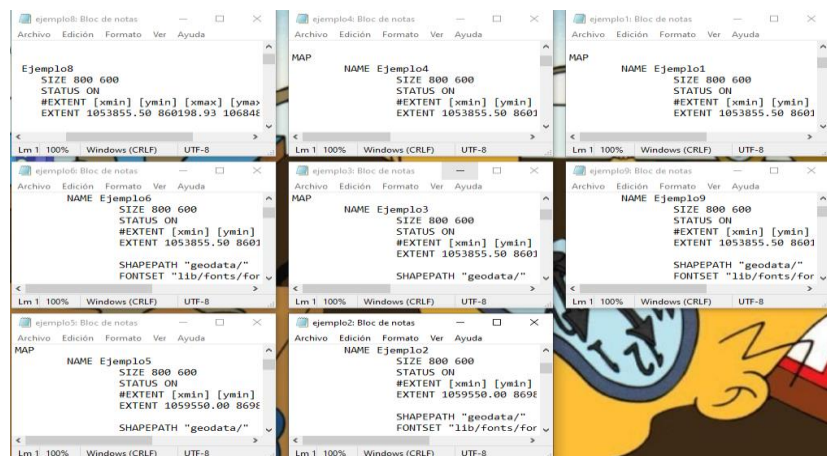 ejemplo8: Bloc de notas
Archivo Edición Formato Ver Ayuda
Ejemplo8
SIZE 800 600
STATUS ON
#EXTENT [xmin] [ymin] [xmax] [ymax
EXTENT 1053855.50 860198.93 106848
Lm 1 100% Windows (CRLF) UTF-8
ejemplo4: Bloc de notas
Archivo Edición Formato Ver Ayuda
MAP
NAME Ejemplo4
SIZE 800 600
STATUS ON
#EXTENT [xmin] [ymin]
EXTENT 1053855.50 8601
Lm 1 100% Windows (CRLF) UTF-8
ejemplo1: Bloc de notas
Archivo Edición Formato Ver Ayuda
MAP
NAME Ejemplo1
SIZE 800 600
STATUS ON
#EXTENT [xmin] [ymin]
EXTENT 1053855.50 8601
Lm 1 100% Windows (CRLF) UTF-8
ejemplo6: Bloc de notas
Archivo Edición Formato Ver Ayuda
NAME Ejemplo6
SIZE 800 600
STATUS ON
#EXTENT [xmin] [ymin]
EXTENT 1053855.50 8601
SHAPEPATH "geodata/"
FONTSET "lib/fonts/for
Lm 1 100% Windows (CRLF) UTF-8
ejemplo3: Bloc de notas
Archivo Edición Formato Ver Ayuda
MAP
NAME Ejemplo3
SIZE 800 600
STATUS ON
#EXTENT [xmin] [ymin]
EXTENT 1053855.50 8601
SHAPEPATH "geodata/"
Lm 1 100% Windows (CRLF) UTF-8
ejemplo9: Bloc de notas
Archivo Edición Formato Ver Ayuda
NAME Ejemplo9
SIZE 800 600
STATUS ON
#EXTENT [xmin] [ymin]
EXTENT 1053855.50 8601
SHAPEPATH "geodata/"
FONTSET "lib/fonts/for
Lm 1 100% Windows (CRLF) UTF-8
ejemplo5: Bloc de notas
Archivo Edición Formato Ver Ayuda
MAP
NAME Ejemplo5
SIZE 800 600
STATUS ON
#EXTENT [xmin] [ymin]
EXTENT 1059550.00 8698
SHAPEPATH "geodata/"
Lm 1 100% Windows (CRLF) UTF-8
ejemplo2: Bloc de notas
Archivo Edición Formato Ver Ayuda
NAME Ejemplo2
SIZE 800 600
STATUS ON
#EXTENT [xmin] [ymin]
EXTENT 1059550.00 8698
SHAPEPATH "geodata/"
FONTSET "lib/fonts/for
Lm 1 100% Windows (CRLF) UTF-8